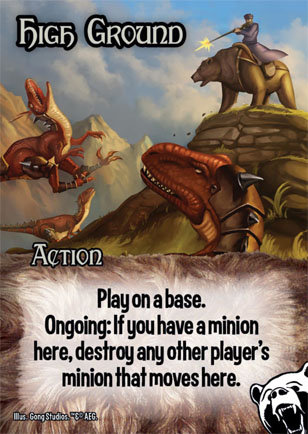 High Ground
Action
Play on a base.
Ongoing: If you have a minion
here, destroy any other player's
minion that moves here.
Illus. Gong Studios. ™© AEG.